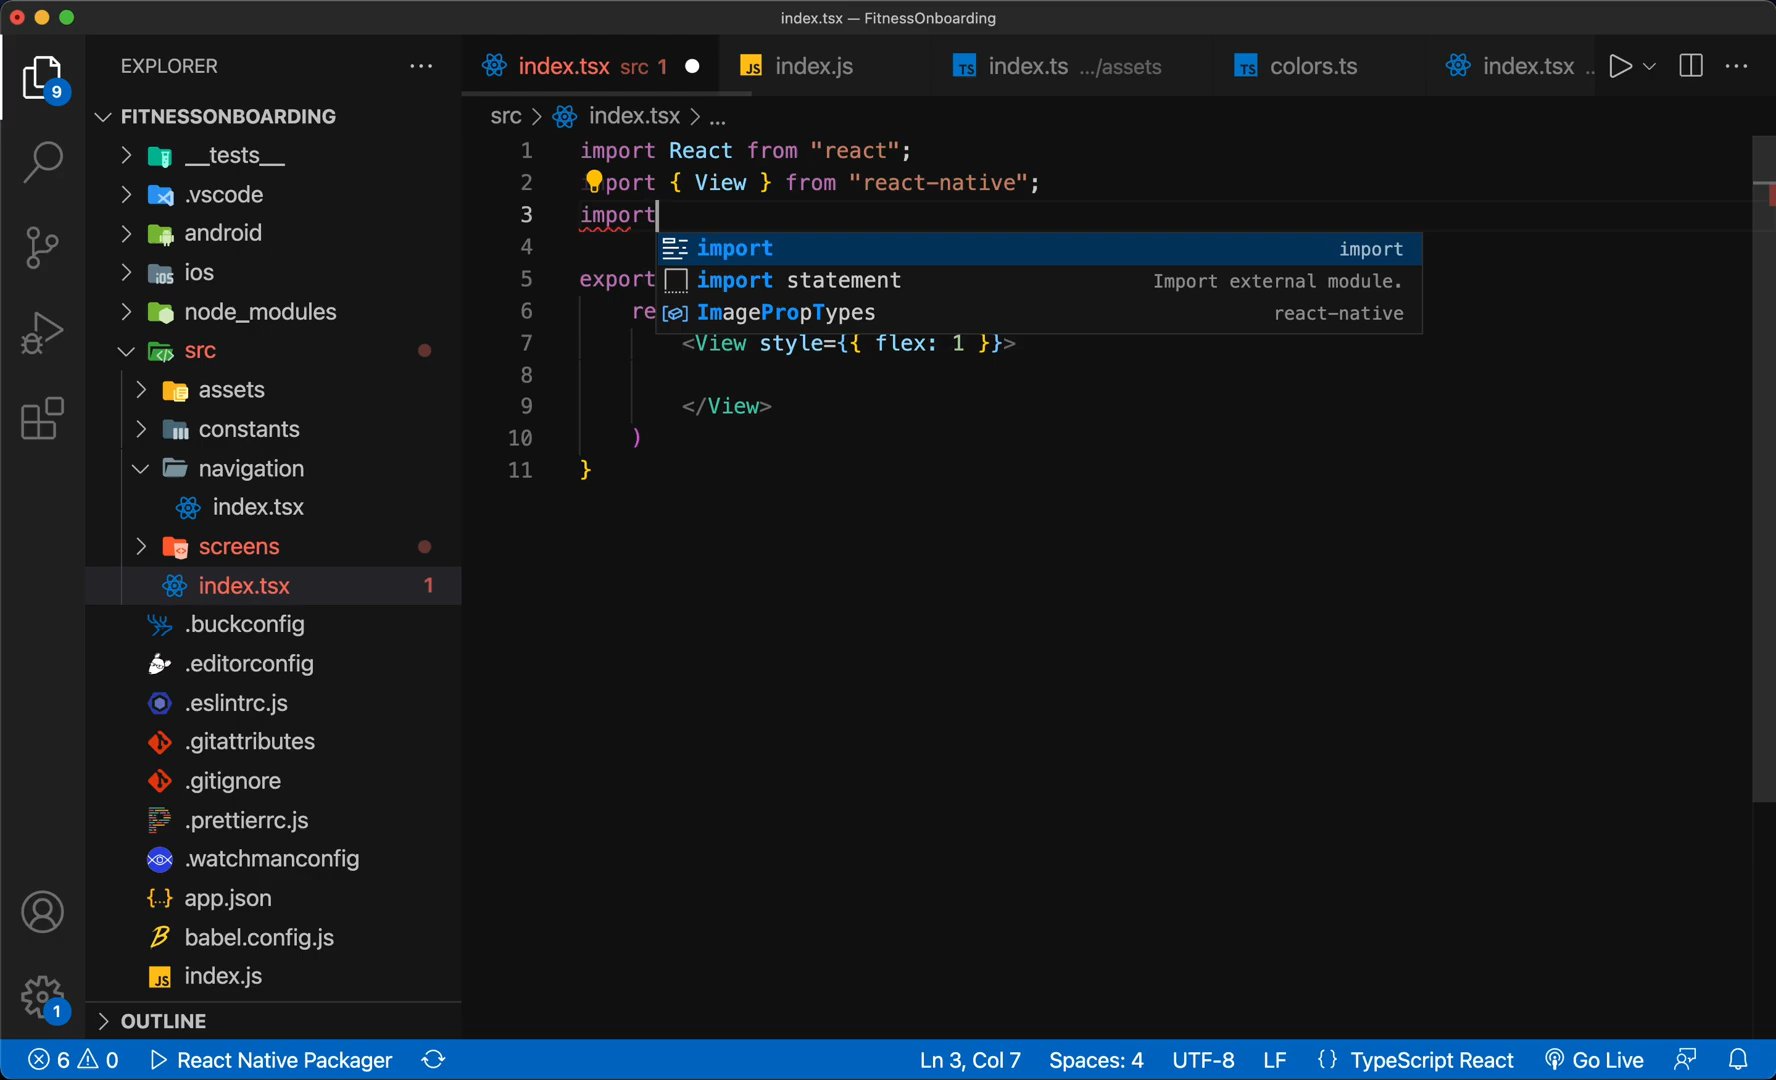 index.tsx — FitnessOnboarding
EXPLORER
FITNESSONBOARDING
__tests__
.vscode
android
ios
node_modules
src
assets
constants
navigation
index.tsx
screens
index.tsx 1
.buckconfig
.editorconfig
.eslintrc.js
.gitattributes
.gitignore
.prettierrc.js
.watchmanconfig
app.json
babel.config.js
index.js
OUTLINE
9
1
index.tsx src 1
index.js
index.ts .../assets
colors.ts
index.tsx ..
src > index.tsx > ...
1 import React from "react";
2 port { View } from "react-native";
3 import
4
5 export
6 re
7 <View style={{ flex: 1 }}>
8
9 </View>
10 )
11 }
import import
import statement Import external module.
ImagePropTypes react-native
6 0 React Native Packager Ln 3, Col 7 Spaces: 4 UTF-8 LF {} TypeScript React Go Live